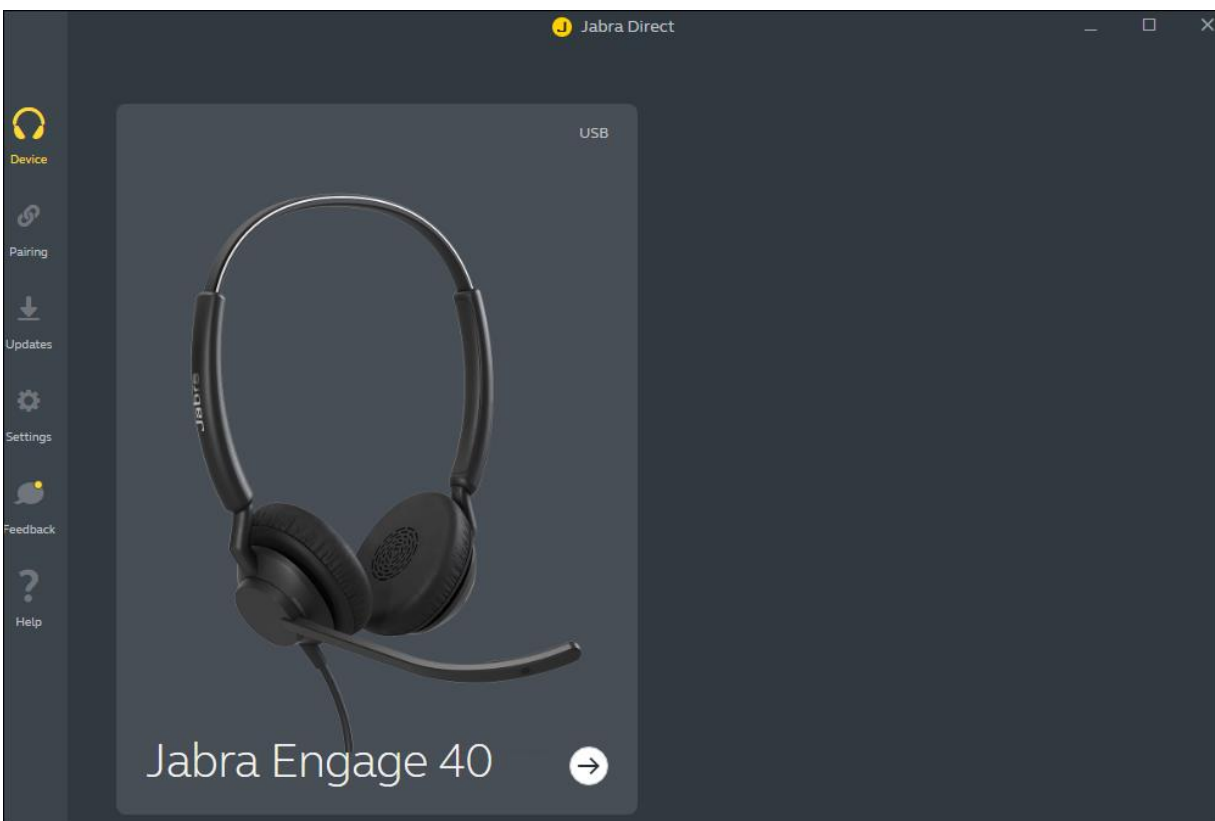 Jabra Direct
Device
Pairing
Updates
Settings
Feedback
Help
USB
Jabra
Jabra Engage 40